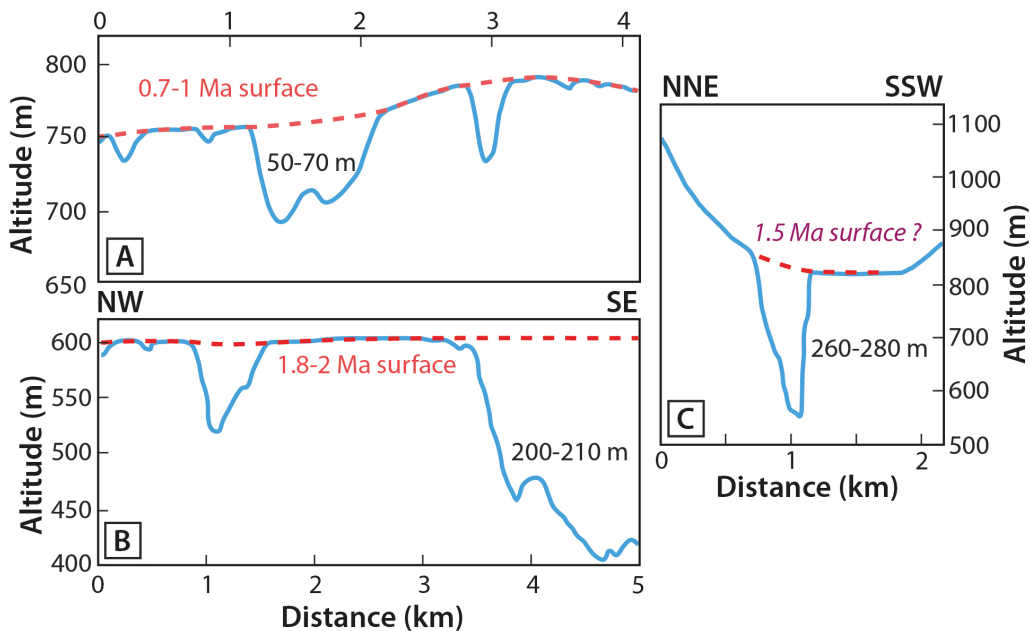 0 1 2 3 4
800
750
700
650
Altitude (m)
0.7-1 Ma surface
50-70 m
A
NW SE
600
550
500
450
400
Altitude (m)
1.8-2 Ma surface
200-210 m
B
0 1 2 3 4 5
Distance (km)
NNE SSW
1100
1000
900
800
700
600
500
Altitude (m)
1.5 Ma surface ?
260-280 m
C
0 1 2
Distance (km)